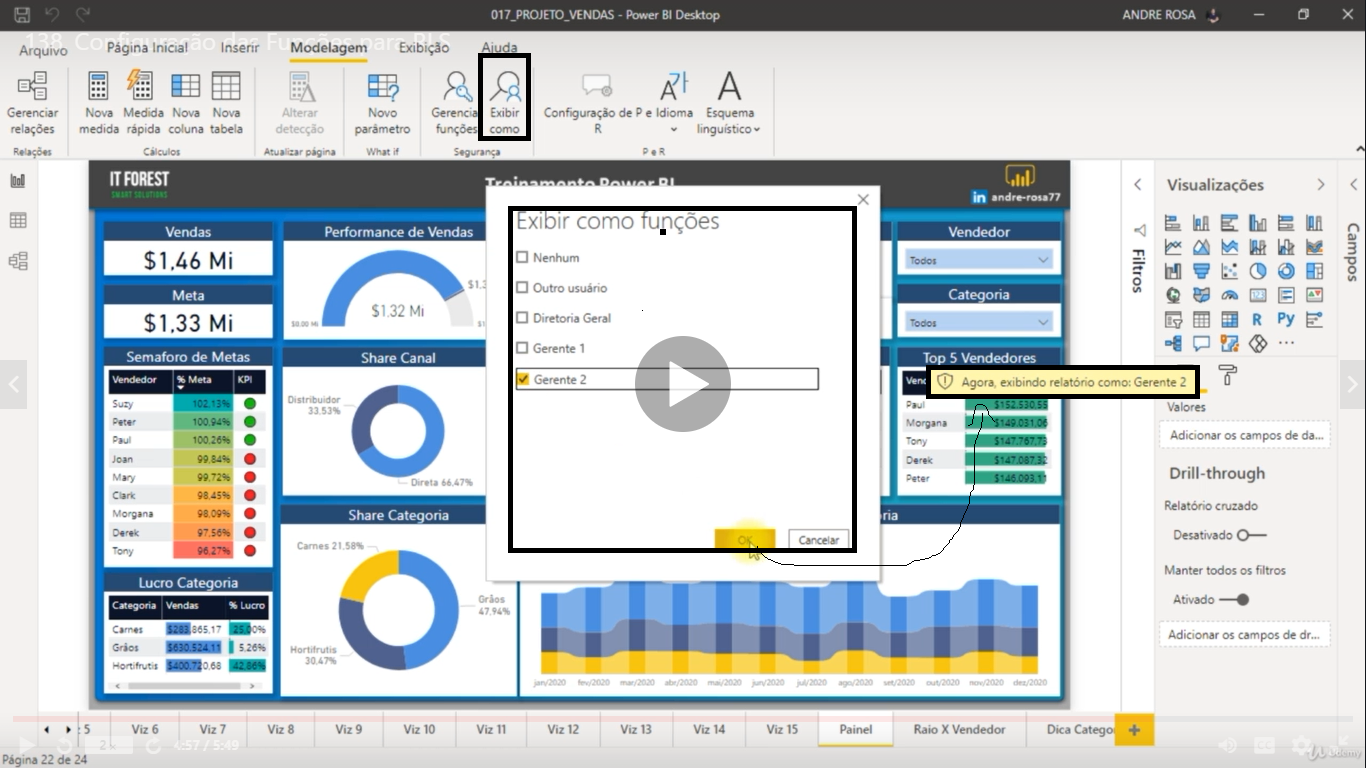 017_PROJETO_VENDAS - Power BI Desktop
ANDRE ROSA
138. Configuração das Funções para RLS
Arquivo
Página Inicial
Inserir
Modelagem
Exibição
Ajuda
Gerenciar relações
Nova medida
Medida rápida
Nova coluna
Nova tabela
Alterar detecção
Novo parâmetro
Gerencia funções
Exibir como
Configuração de P e R
Idioma
Esquema linguístico
Relações
Cálculos
Atualizar página
What if
Segurança
P e R
IT FOREST
SMART SOLUTIONS
Treinamento Power BI
in andre-rosa77
Vendas
$1,46 Mi
Meta
$1,33 Mi
Semaforo de Metas
Vendedor % Meta KPI
Suzy 102,13%
Peter 100,94%
Paul 100,26%
Joan 99,84%
Mary 99,72%
Clark 98,45%
Morgana 98,09%
Derek 97,56%
Tony 96,27%
Lucro Categoria
Categoria Vendas % Lucro
Carnes $283.865,17 25,00%
Grãos $630.524,11 5,26%
Hortifrutis $400.720,68 42,86%
Performance de Vendas
$1,3
$1.32 Mi
$0.00 Mi
$1
Share Canal
Distribuidor
33,53%
Direta 66,47%
Share Categoria
Carnes 21,58%
Grãos
47,94%
Hortifrutis
30,47%
Exibir como funções
Nenhum
Outro usuário
Diretoria Geral
Gerente 1
Gerente 2
OK
Cancelar
ria
jan/2020 fev/2020 mar/2020 abr/2020 mai/2020 jun/2020 jul/2020 ago/2020 set/2020 out/2020 nov/2020 dez/2020
Vendedor
Todos
Categoria
Todos
Top 5 Vendedores
Venc
Agora, exibindo relatório como: Gerente 2
Paul $152.530,55
Morgana $149.031,06
Tony $147.767,73
Derek $147.087,32
Peter $146.093,11
Filtros
Visualizações
Campos
R
Py
Valores
Adicionar os campos de da...
Drill-through
Relatório cruzado
Desativado
Manter todos os filtros
Ativado
Adicionar os campos de dr...
: 5
Viz 6
Viz 7
Viz 8
Viz 9
Viz 10
Viz 11
Viz 12
Viz 13
Viz 14
Viz 15
Painel
Raio X Vendedor
Dica Catego
+
2x
4:57 / 5:49
CC
Udemy
Página 22 de 24